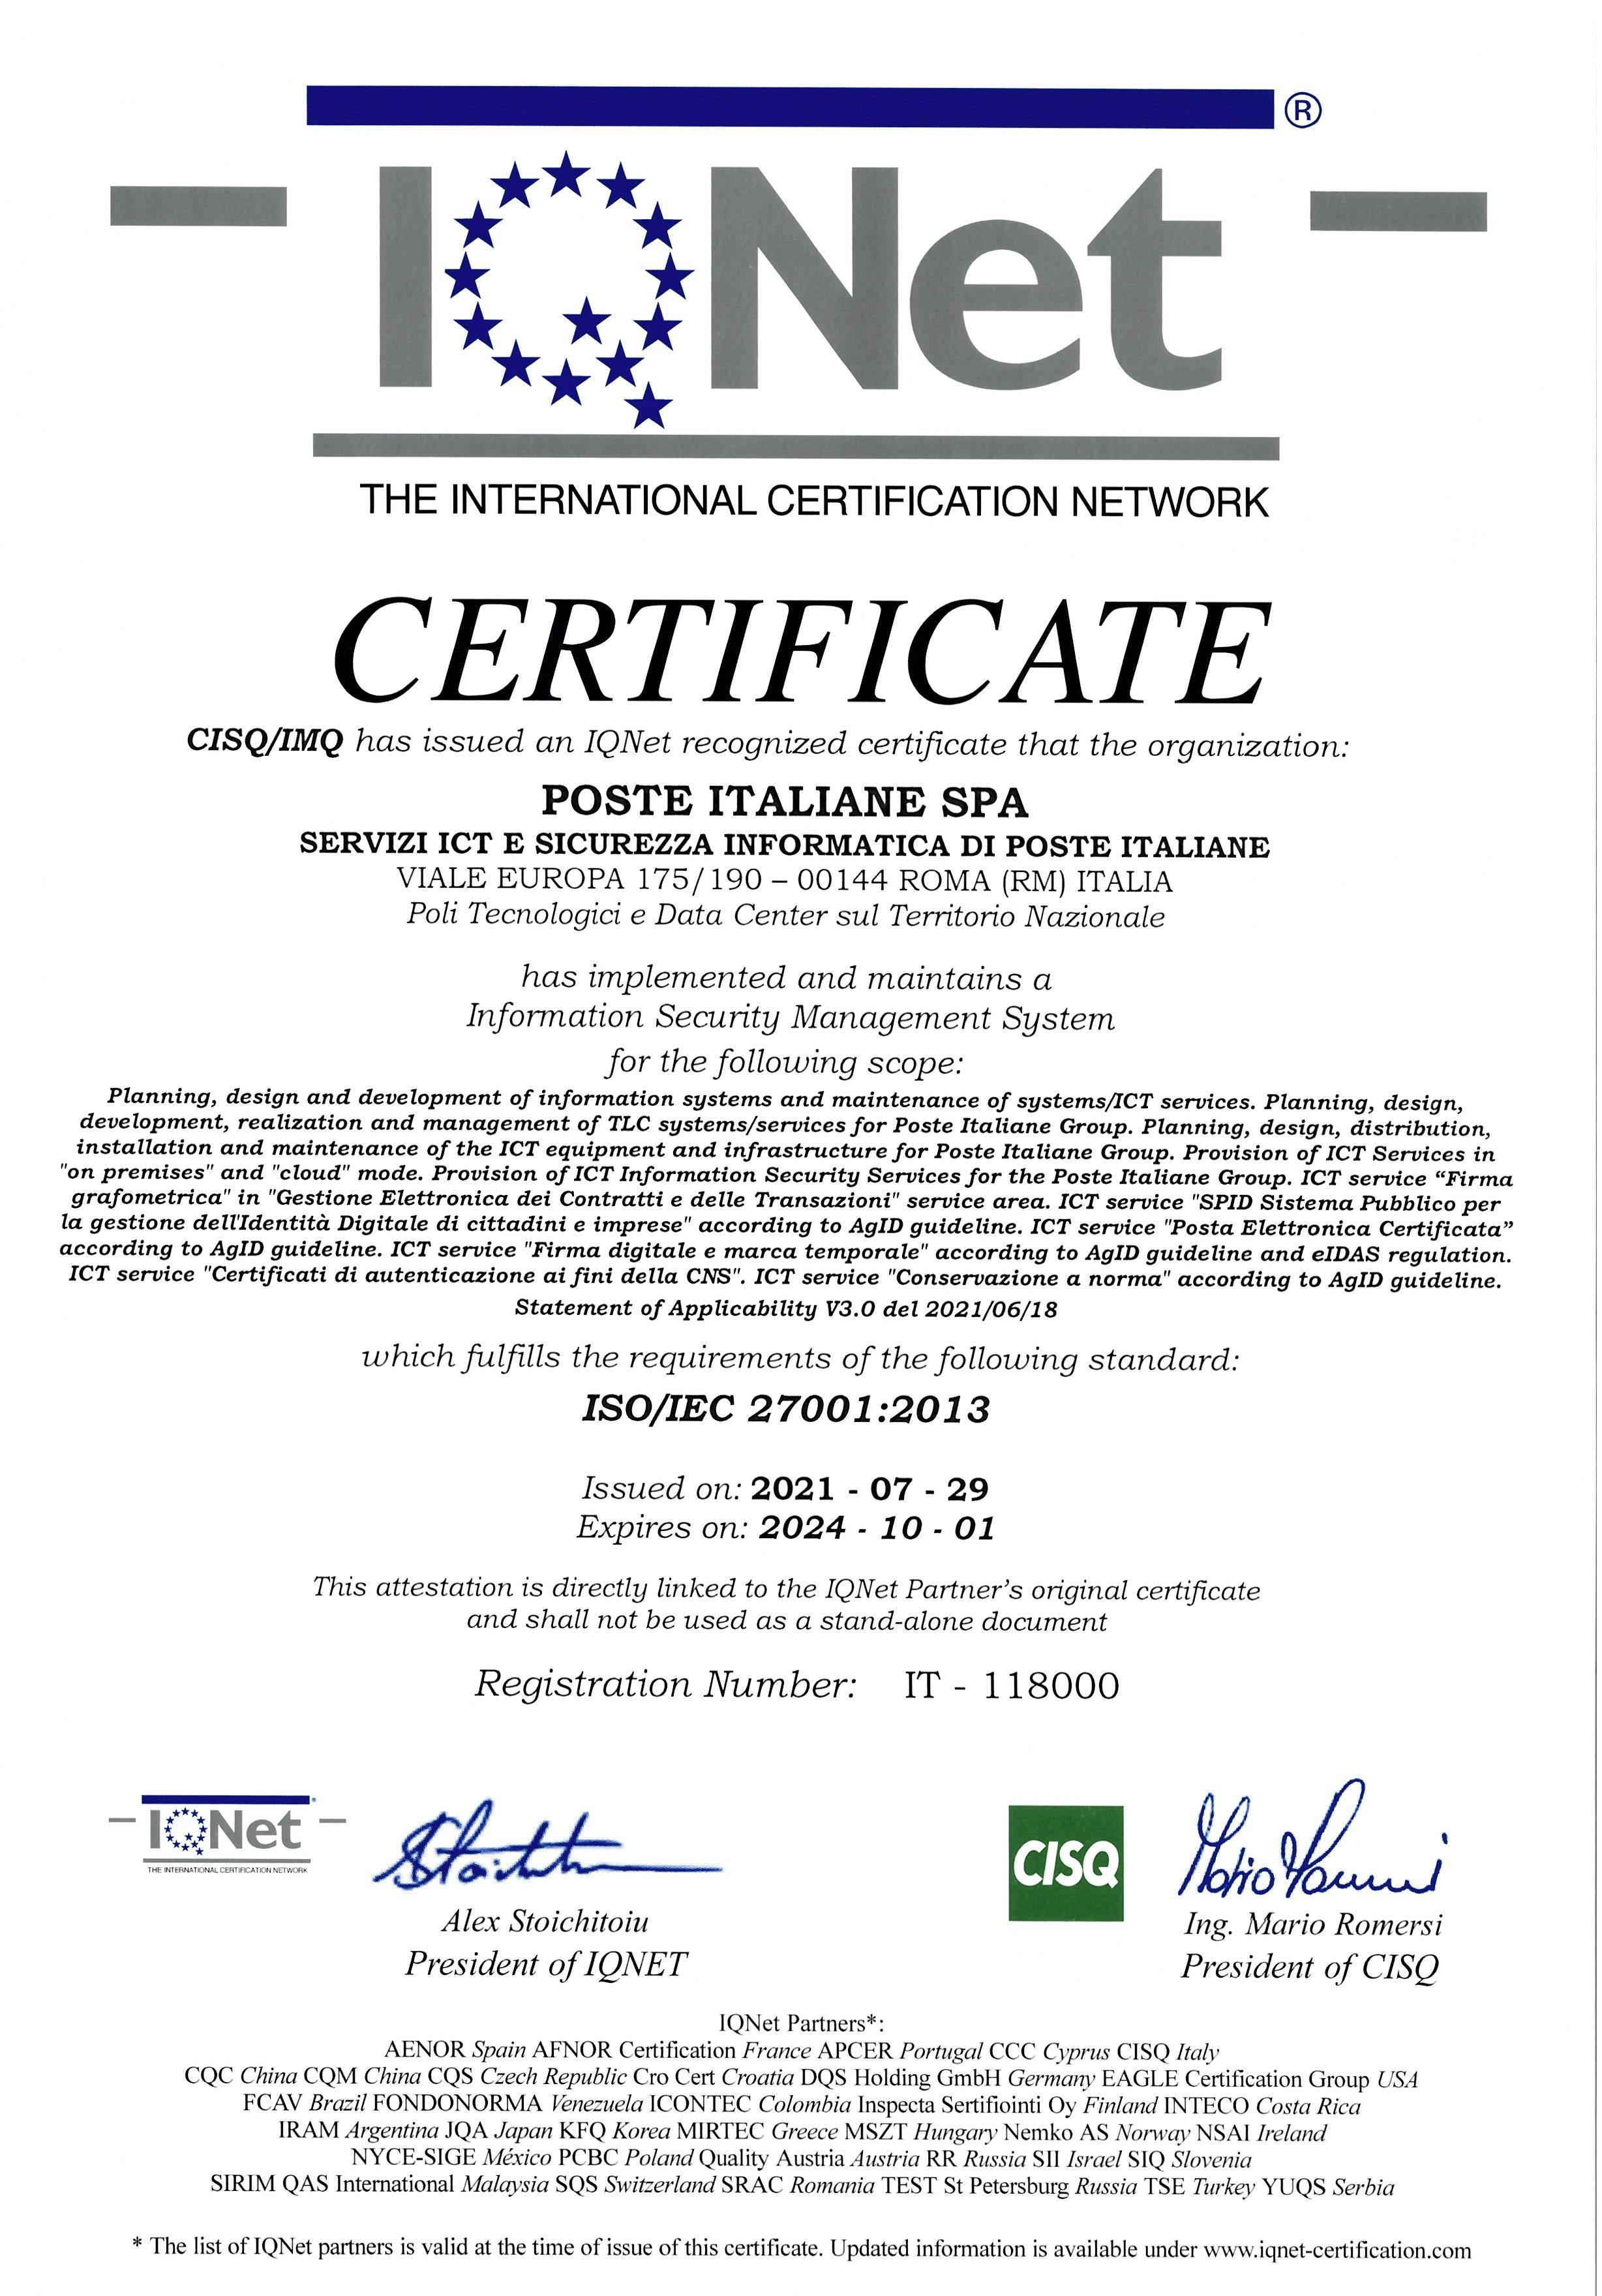 ®
IQNet
THE INTERNATIONAL CERTIFICATION NETWORK
CERTIFICATE
CISQ/IMQ has issued an IQNet recognized certificate that the organization:
POSTE ITALIANE SPA
SERVIZI ICT E SICUREZZA INFORMATICA DI POSTE ITALIANE
VIALE EUROPA 175/190 – 00144 ROMA (RM) ITALIA
Poli Tecnologici e Data Center sul Territorio Nazionale
has implemented and maintains a
Information Security Management System
for the following scope:
Planning, design and development of information systems and maintenance of systems/ICT services. Planning, design,
development, realization and management of TLC systems/services for Poste Italiane Group. Planning, design, distribution,
installation and maintenance of the ICT equipment and infrastructure for Poste Italiane Group. Provision of ICT Services in
"on premises" and "cloud" mode. Provision of ICT Information Security Services for the Poste Italiane Group. ICT service “Firma
grafometrica" in "Gestione Elettronica dei Contratti e delle Transazioni" service area. ICT service "SPID Sistema Pubblico per
la gestione dell'Identità Digitale di cittadini e imprese" according to AgID guideline. ICT service "Posta Elettronica Certificata”
according to AgID guideline. ICT service "Firma digitale e marca temporale" according to AgID guideline and eIDAS regulation.
ICT service "Certificati di autenticazione ai fini della CNS". ICT service "Conservazione a norma" according to AgID guideline.
Statement of Applicability V3.0 del 2021/06/18
which fulfills the requirements of the following standard:
ISO/IEC 27001:2013
Issued on: 2021 - 07 - 29
Expires on: 2024 - 10 - 01
This attestation is directly linked to the IQNet Partner’s original certificate
and shall not be used as a stand-alone document
Registration Number: IT - 118000
IQNet
THE INTERNATIONAL CERTIFICATION NETWORK
CISQ
Alex Stoichitoiu
President of IQNET
Ing. Mario Romersi
President of CISQ
IQNet Partners*:
AENOR Spain AFNOR Certification France APCER Portugal CCC Cyprus CISQ Italy
CQC China CQM China CQS Czech Republic Cro Cert Croatia DQS Holding GmbH Germany EAGLE Certification Group USA
FCAV Brazil FONDONORMA Venezuela ICONTEC Colombia Inspecta Sertifiointi Oy Finland INTECO Costa Rica
IRAM Argentina JQA Japan KFQ Korea MIRTEC Greece MSZT Hungary Nemko AS Norway NSAI Ireland
NYCE-SIGE México PCBC Poland Quality Austria Austria RR Russia SII Israel SIQ Slovenia
SIRIM QAS International Malaysia SQS Switzerland SRAC Romania TEST St Petersburg Russia TSE Turkey YUQS Serbia
* The list of IQNet partners is valid at the time of issue of this certificate. Updated information is available under www.iqnet-certification.com